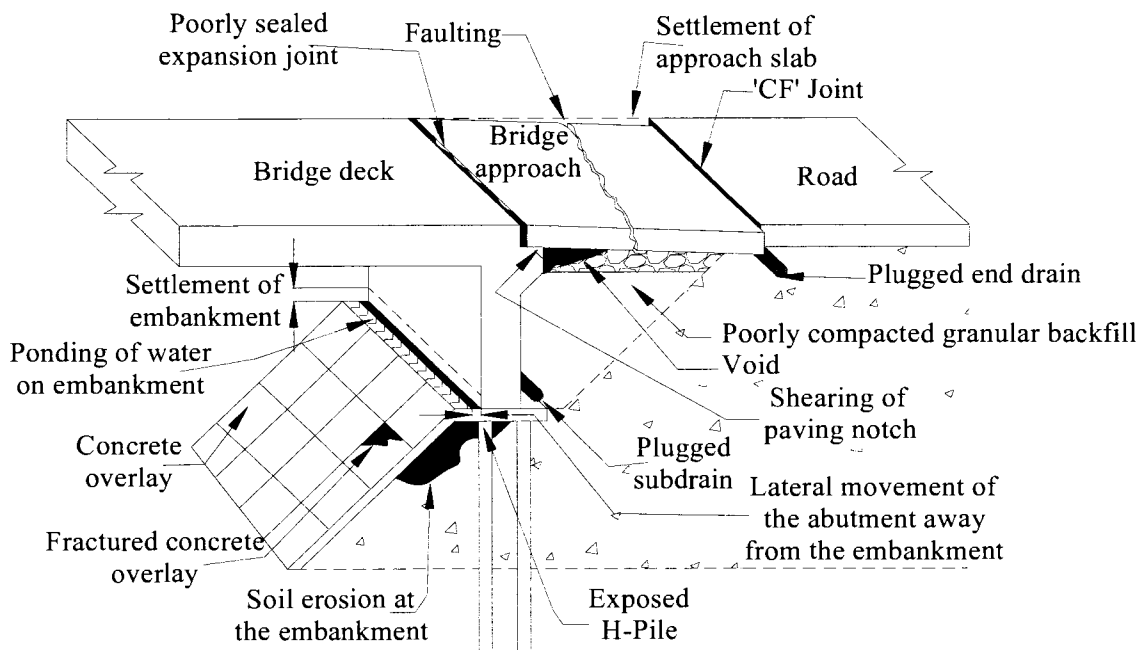 Poorly sealed
expansion joint
Faulting
Settlement of
approach slab
'CF' Joint
Bridge deck
Bridge
approach
Road
Settlement of
embankment
Plugged end drain
Ponding of water
on embankment
Poorly compacted granular backfill
Void
Shearing of
paving notch
Concrete
overlay
Plugged
subdrain
Lateral movement of
the abutment away
from the embankment
Fractured concrete
overlay
Soil erosion at
the embankment
Exposed
H-Pile